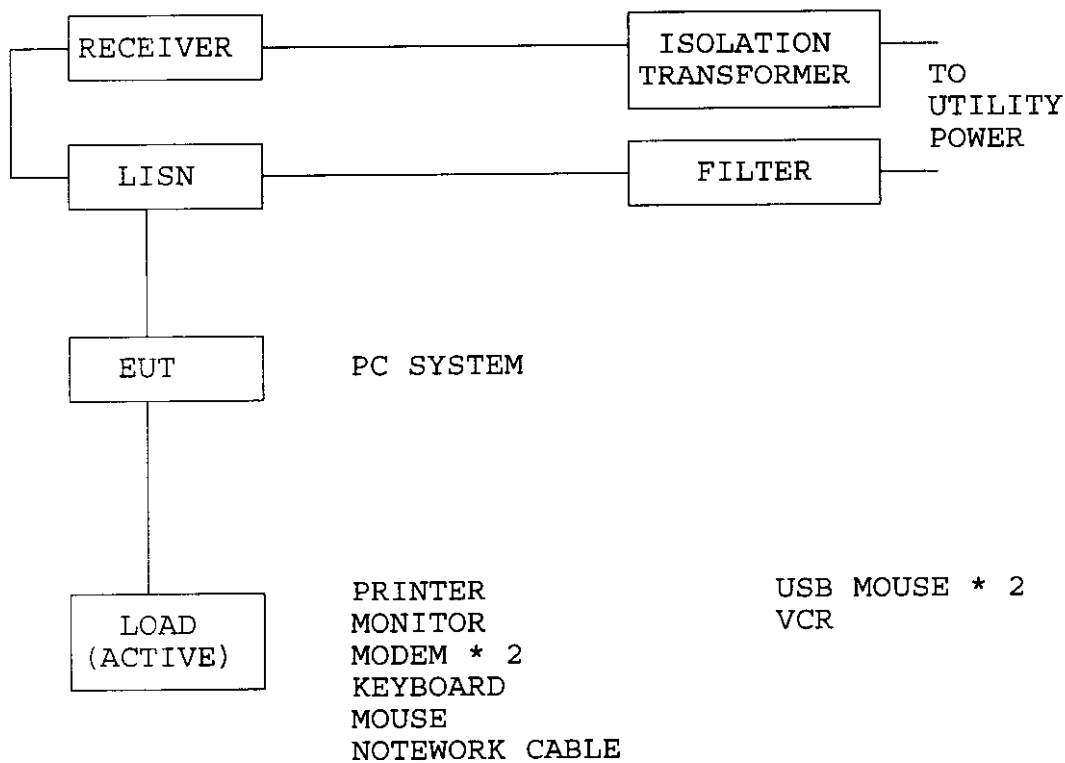 RECEIVER
ISOLATION
TRANSFORMER
TO
UTILITY
POWER
LISN
FILTER
EUT
PC SYSTEM
LOAD
(ACTIVE)
PRINTER
MONITOR
MODEM * 2
KEYBOARD
MOUSE
NOTEWORK CABLE
USB MOUSE * 2
VCR